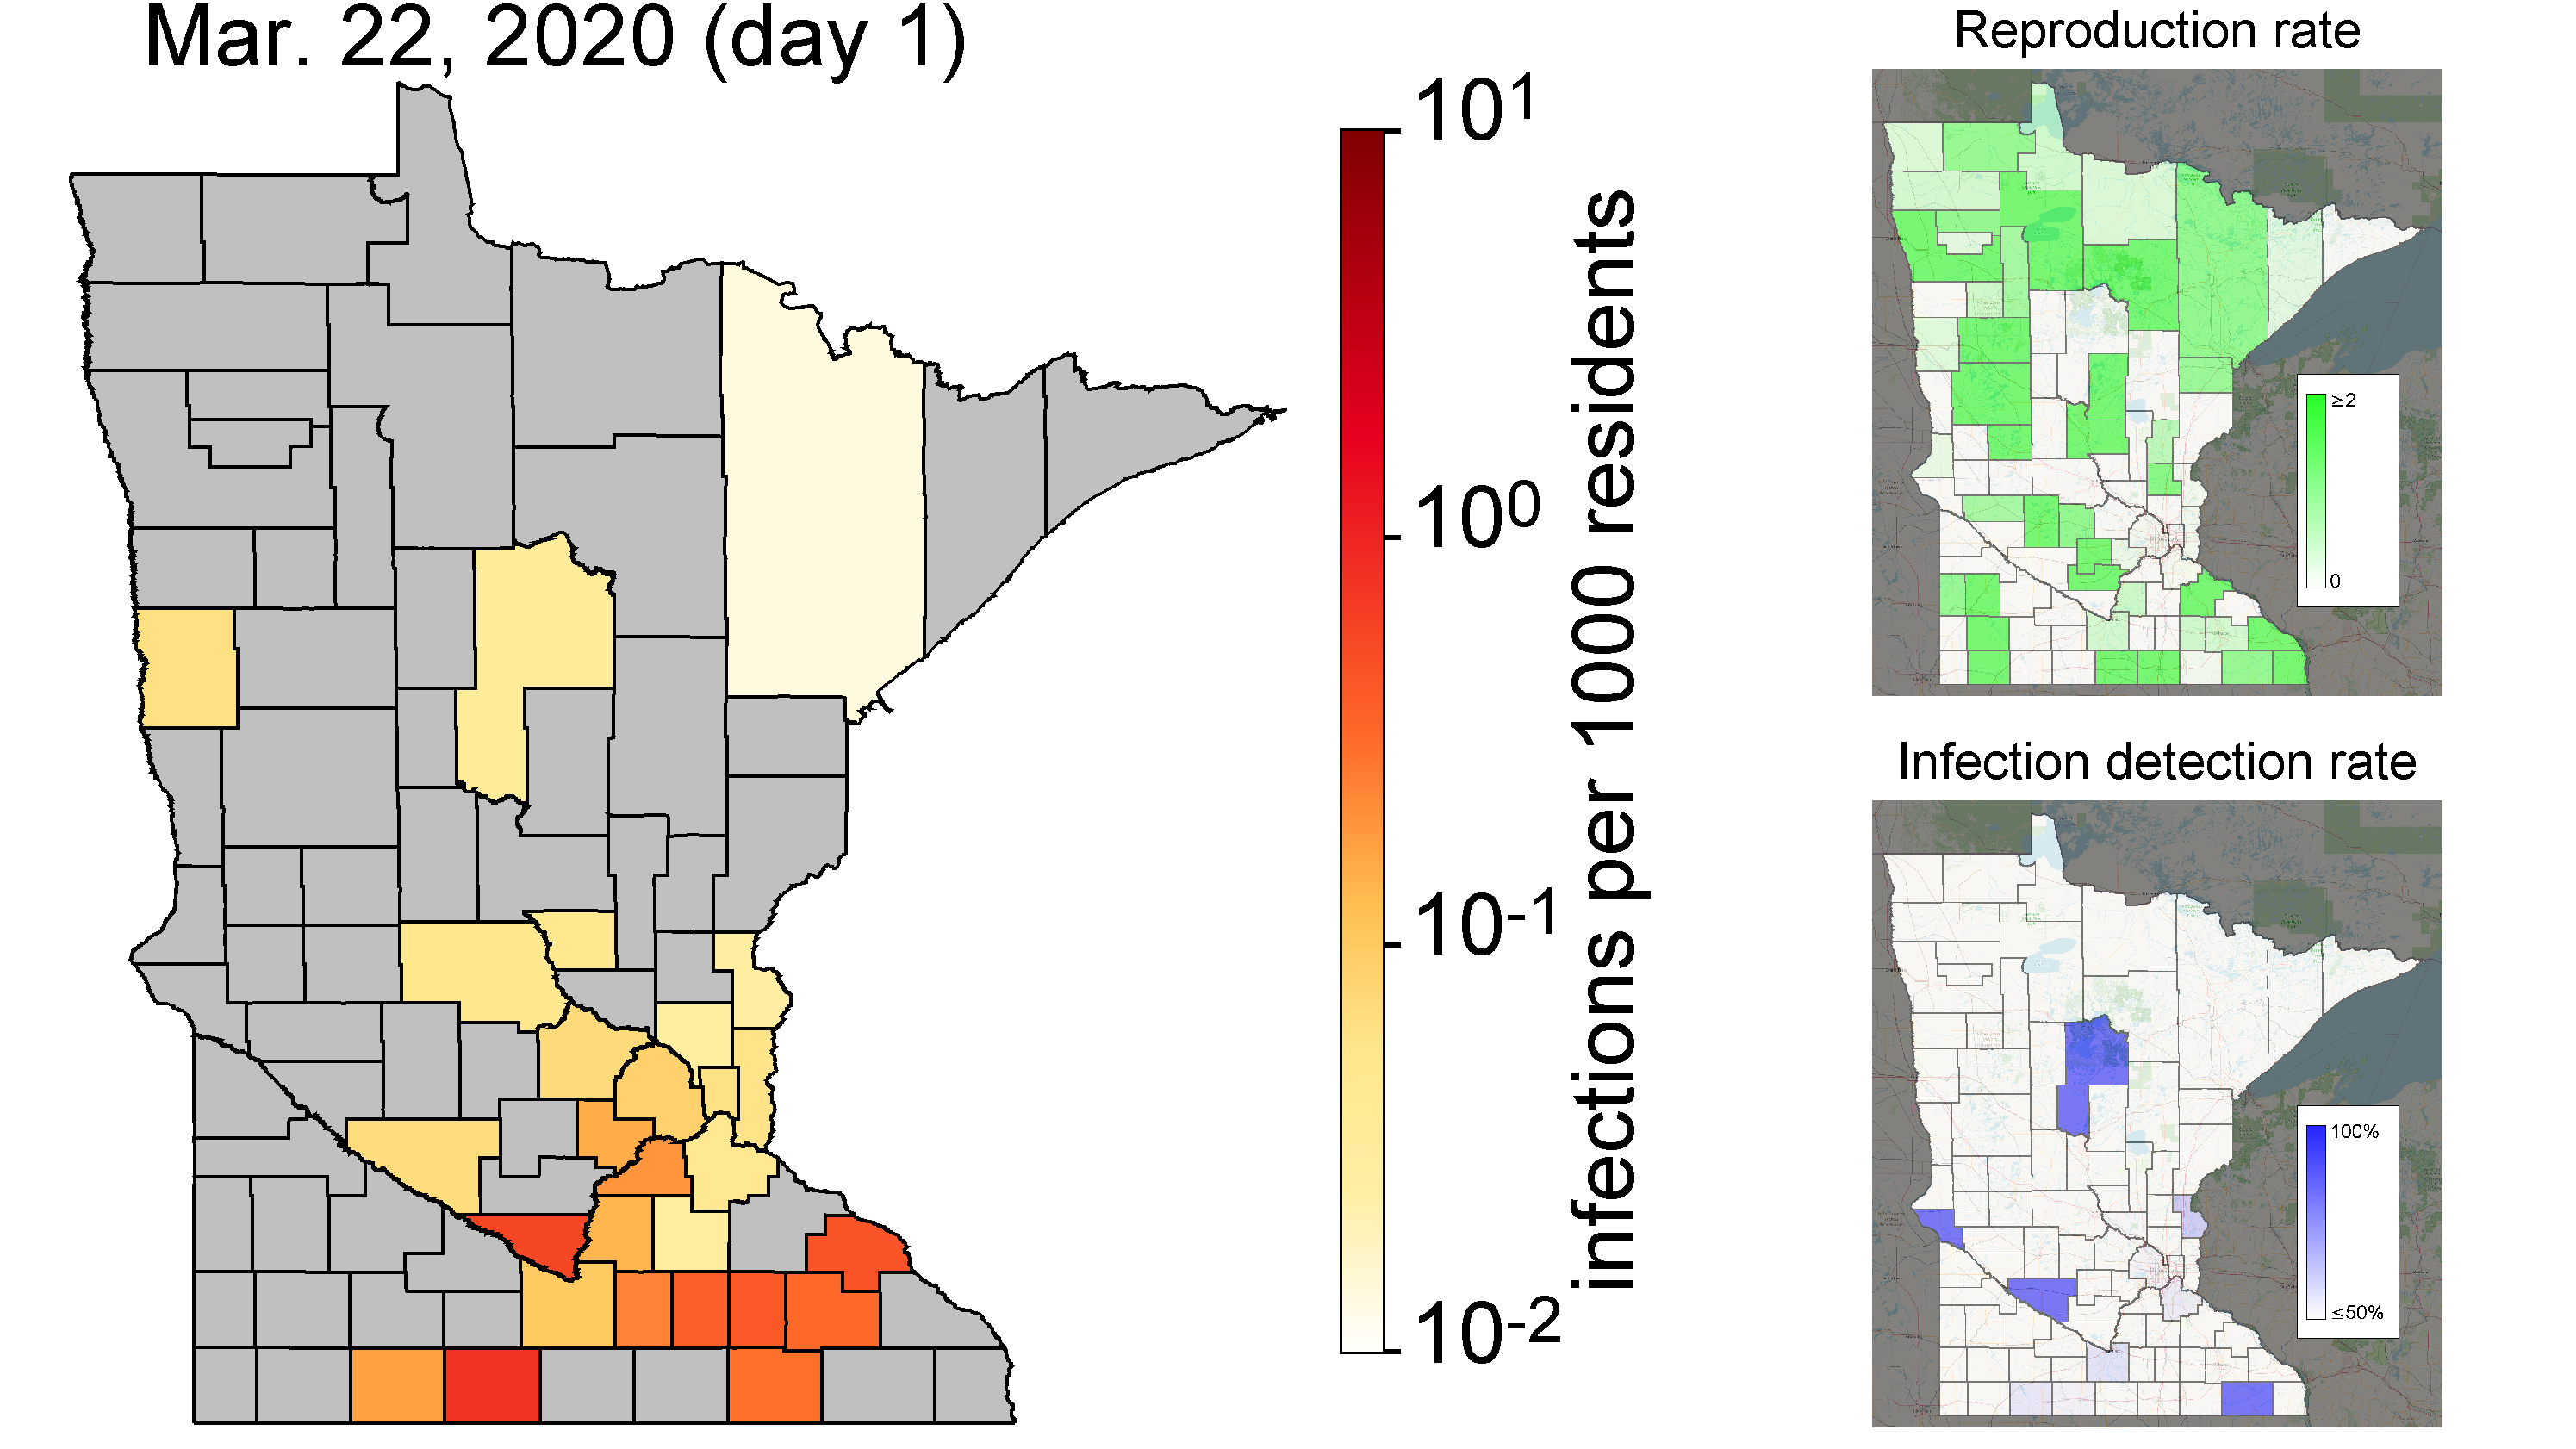 Mar. 22, 2020 (day 1)
10¹
10⁰
10⁻¹
10⁻²
infections per 1000 residents
Reproduction rate
≥2
0
Infection detection rate
100%
≤50%